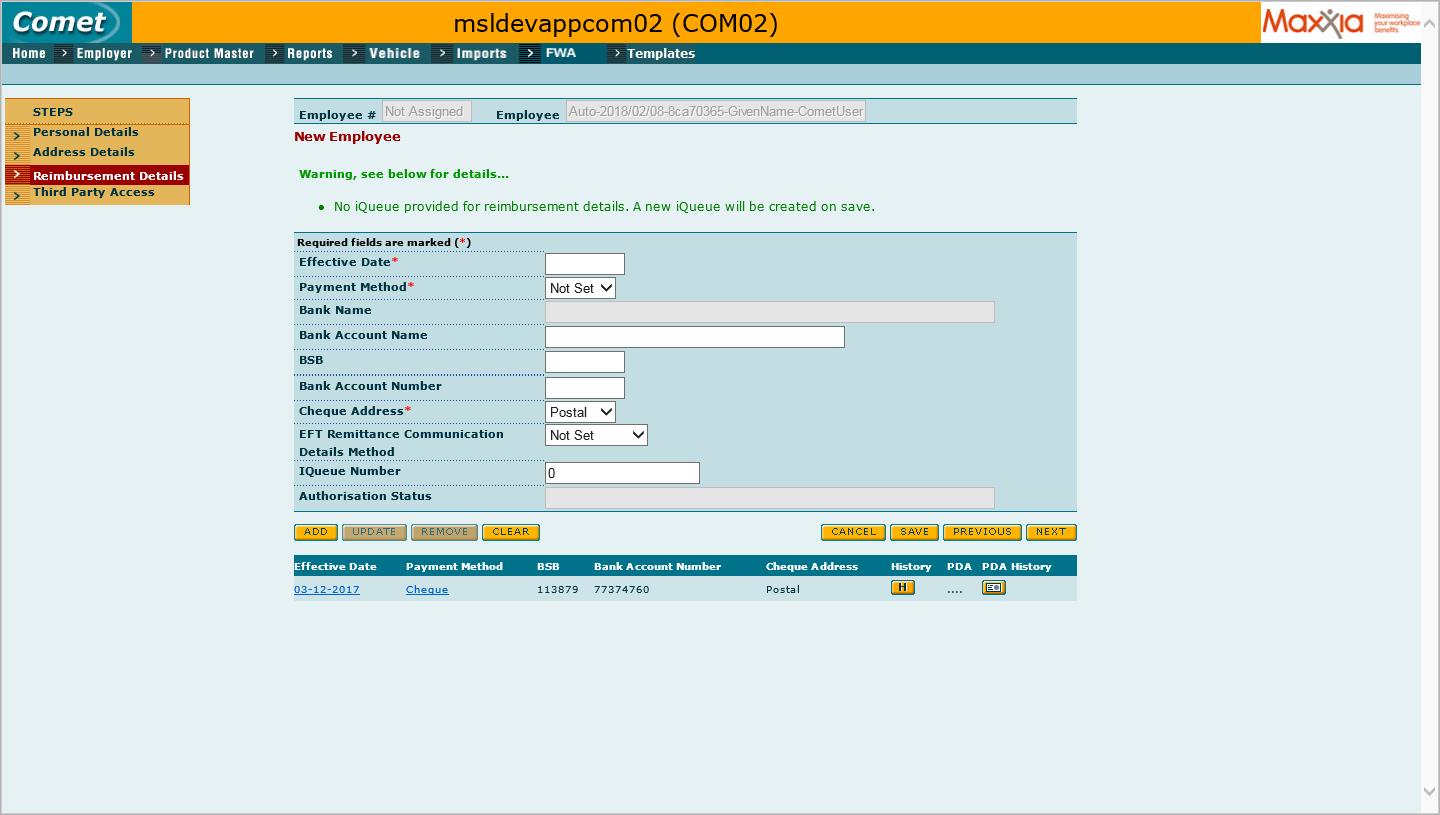 Comet
msldevappcom02 (COM02)
Maxxia Maximising your workplace benefits
Home > Employer > Product Master > Reports > Vehicle > Imports > FWA > Templates
STEPS
Personal Details
Address Details
Reimbursement Details
Third Party Access
Employee # Not Assigned Employee Auto-2018/02/08-8ca70365-GivenName-CometUser
New Employee
Warning, see below for details...
• No iQueue provided for reimbursement details. A new iQueue will be created on save.
Required fields are marked (*)
Effective Date*
Payment Method* Not Set
Bank Name
Bank Account Name
BSB
Bank Account Number
Cheque Address* Postal
EFT Remittance Communication Not Set
Details Method
IQueue Number 0
Authorisation Status
ADD UPDATE REMOVE CLEAR CANCEL SAVE PREVIOUS NEXT
Effective Date Payment Method BSB Bank Account Number Cheque Address History PDA PDA History
03-12-2017 Cheque 113879 77374760 Postal H ....